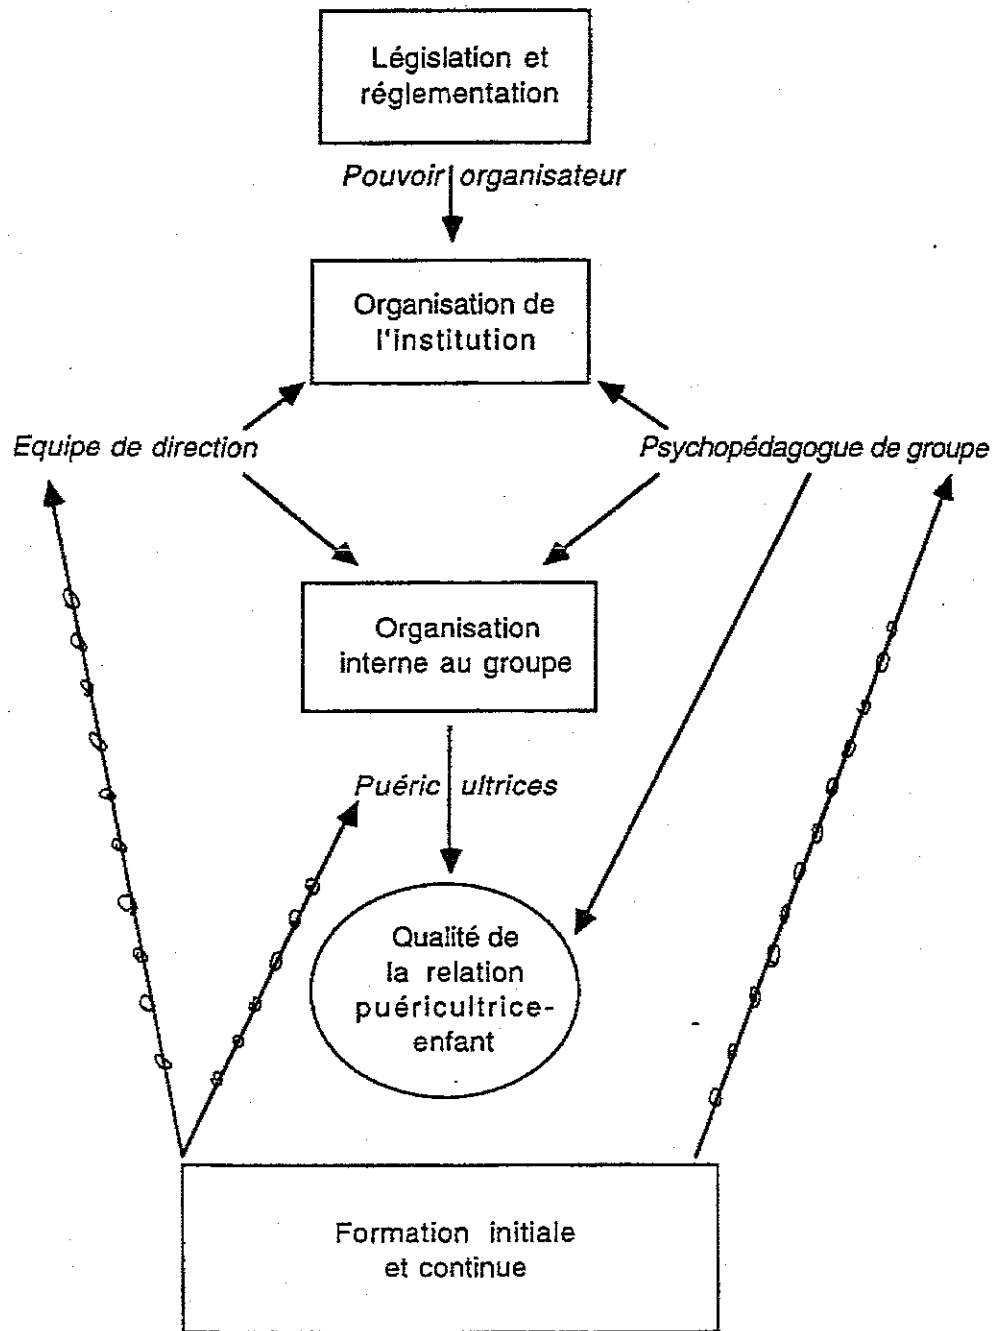 Législation et
réglementation
Pouvoir organisateur
Organisation de
l'institution
Equipe de direction
Psychopédagogue de groupe
Organisation
interne au groupe
Puéricultrices
Qualité de
la relation
puéricultrice-
enfant
Formation initiale
et continue